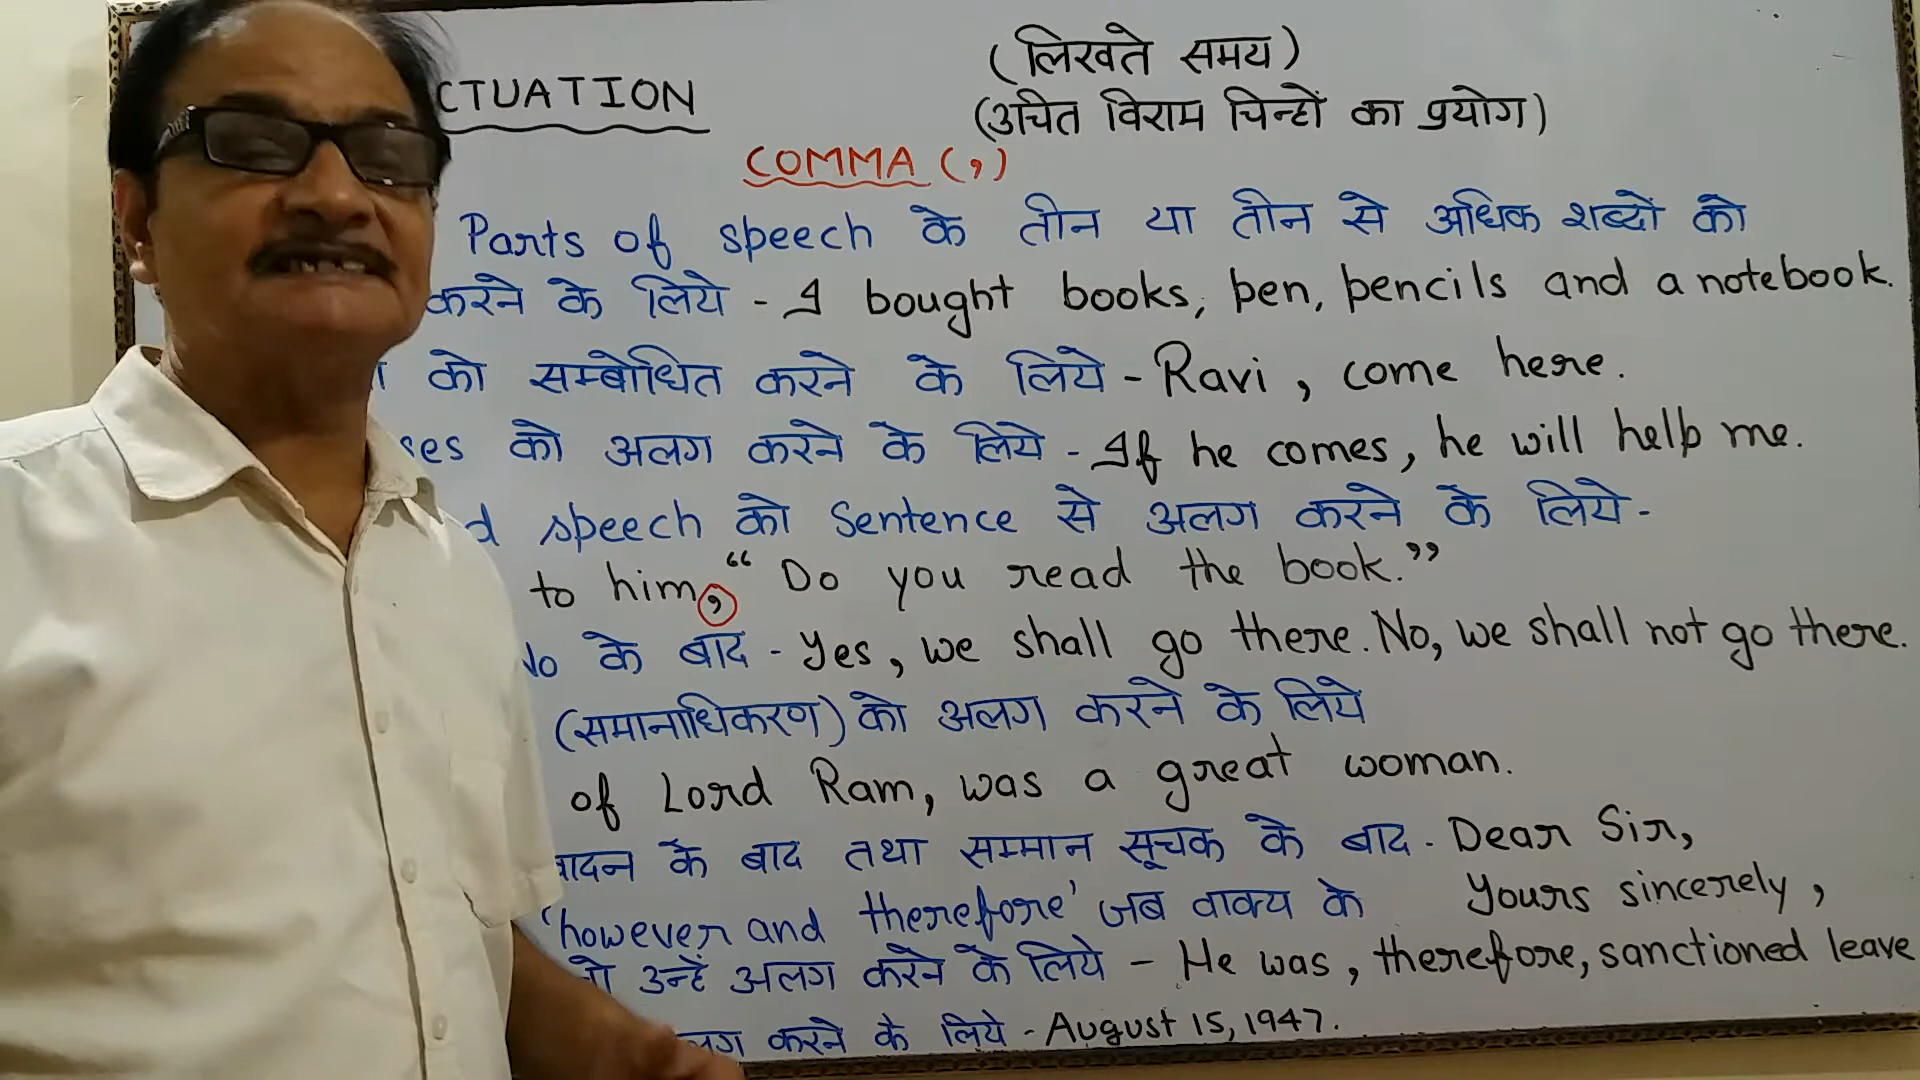 CTUATION
(लिखते समय)
(उचित विराम चिन्हों का प्रयोग)
COMMA (,)
Parts of speech के तीन या तीन से अधिक शब्दों को
करने के लिये - I bought books, pen, pencils and a notebook.
को सम्बोधित करने के लिये - Ravi, come here.
ses को अलग करने के लिये - If he comes, he will help me.
d speech को Sentence से अलग करने के लिये -
to him, “Do you read the book.”
No के बाद - Yes, we shall go there. No, we shall not go there.
(समानाधिकरण) को अलग करने के लिये
of Lord Ram, was a great woman.
वादन के बाद तथा सम्मान सूचक के बाद - Dear Sir,
Yours sincerely,
'however and therefore' जब वाक्य के
उन्हें अलग करने के लिये - He was, therefore, sanctioned leave
लग करने के लिये - August 15, 1947.